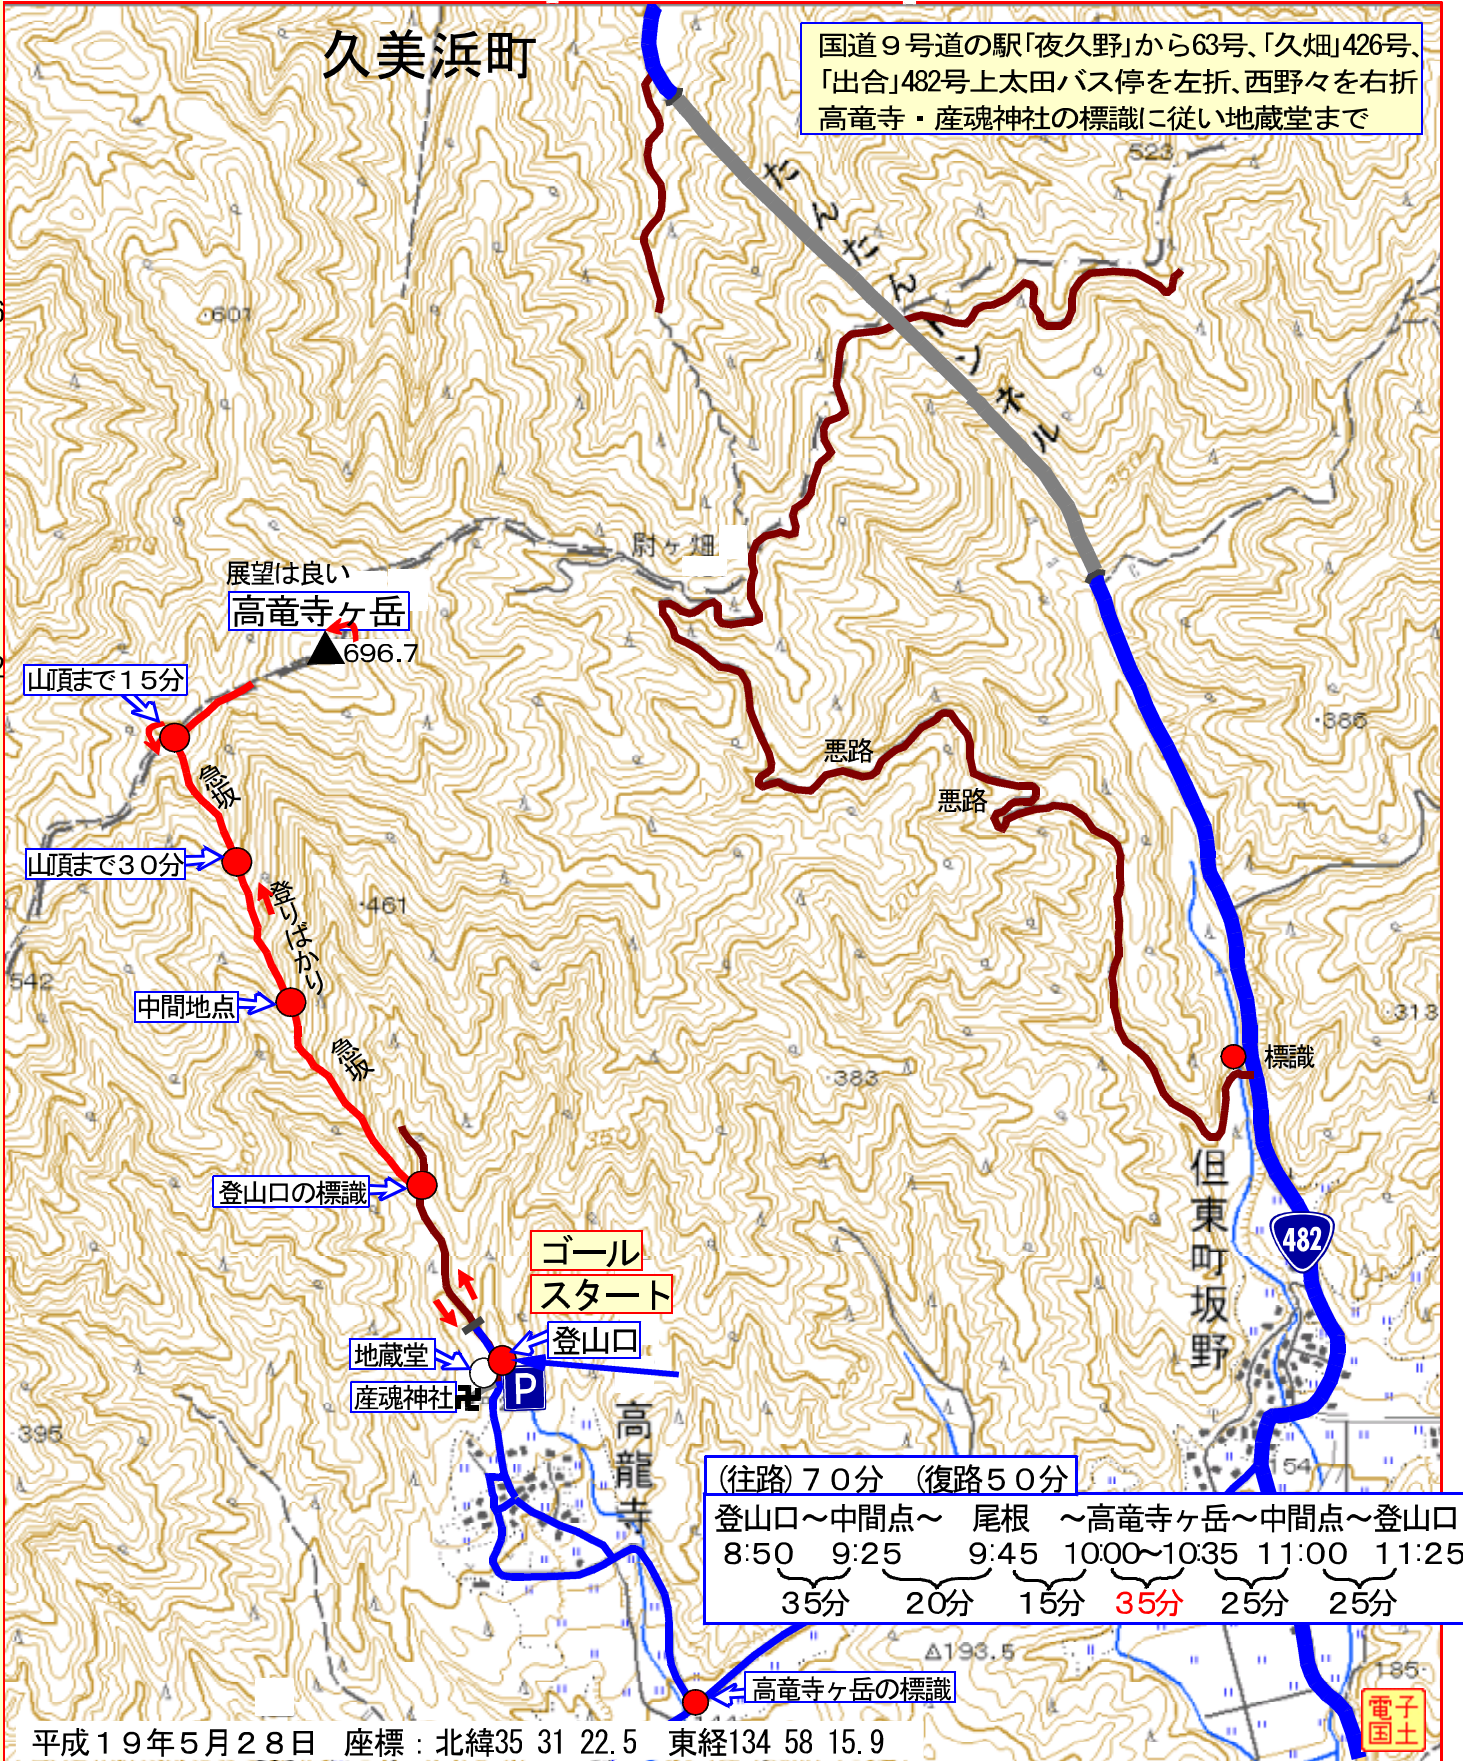 久美浜町
国道９号道の駅｢夜久野｣から63号､｢久畑｣426号､
｢出合｣482号上太田バス停を左折､西野々を右折
高竜寺・産魂神社の標識に従い地蔵堂まで
523
たんたんトンネル
601
350
570
尉ヶ畑
展望は良い
高竜寺ヶ岳
696.7
山頂まで１５分
386
急坂
悪路
悪路
山頂まで３０分
登りばかり
461
542
中間地点
313
急坂
標識
383
登山口の標識
但東町坂野
482
ゴール
スタート
登山口
地蔵堂
P
産魂神社
高龍寺
395
154
(往路)７０分　(復路５０分
登山口～中間点～　尾根　～高竜寺ヶ岳～中間点～登山口
8:50 9:25 9:45 10:00～10:35 11:00 11:25
35分 20分 15分 35分 25分 25分
193.5
185
高竜寺ヶ岳の標識
電子
国土
平成１９年５月２８日　座標：北緯35 31 22.5　東経134 58 15.9